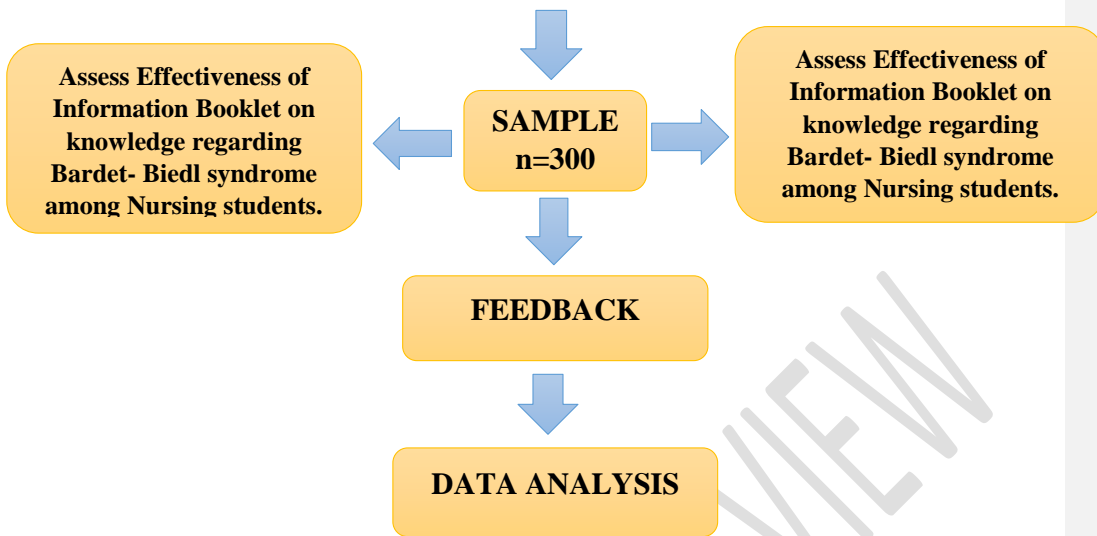 Assess Effectiveness of
Information Booklet on
knowledge regarding
Bardet- Biedl syndrome
among Nursing students.
SAMPLE
n=300
Assess Effectiveness of
Information Booklet on
knowledge regarding
Bardet- Biedl syndrome
among Nursing students.
FEEDBACK
DATA ANALYSIS
VIEW